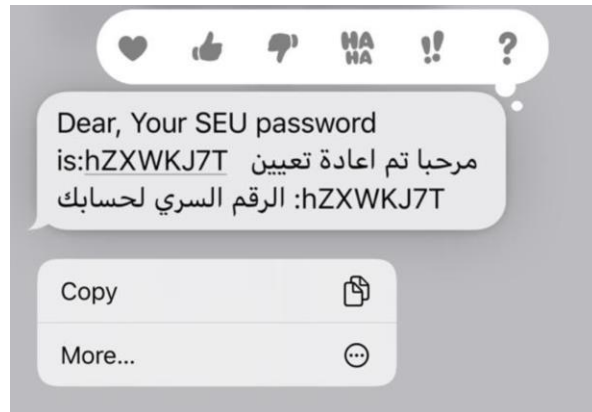 HA
HA
!!
?
Dear, Your SEU password
is:hZXWKJ7T مرحبا تم اعادة تعيين
الرقم السري لحسابك :hZXWKJ7T
Copy
More...